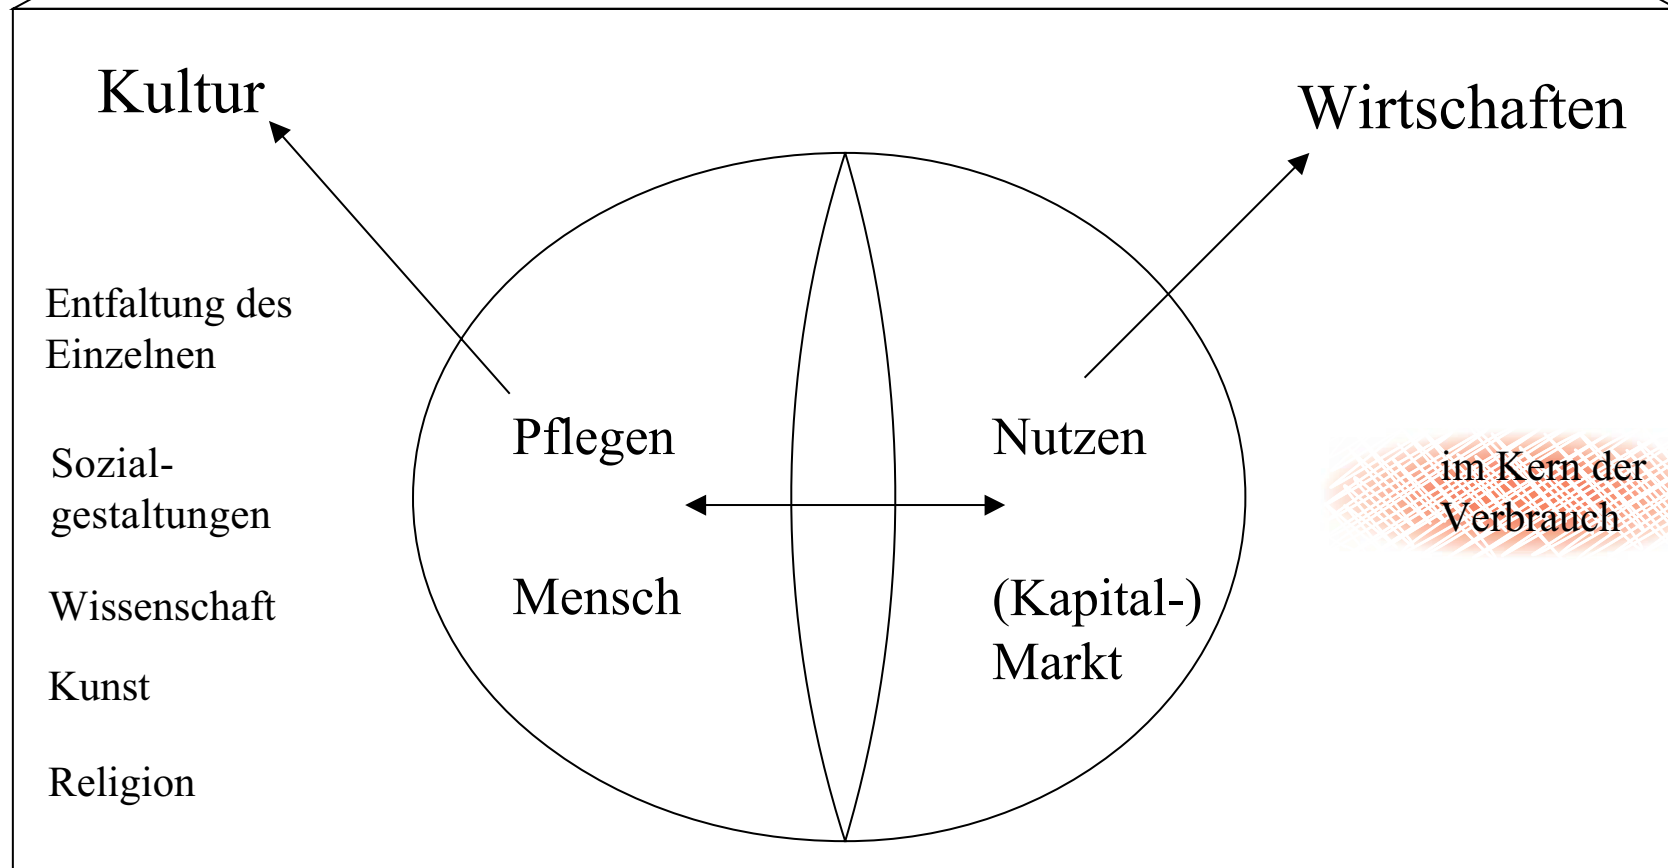 Kultur
Wirtschaften
Entfaltung des
Einzelnen
Pflegen
Nutzen
Sozial-
gestaltungen
im Kern der
Verbrauch
Wissenschaft
Mensch
(Kapital-)
Markt
Kunst
Religion